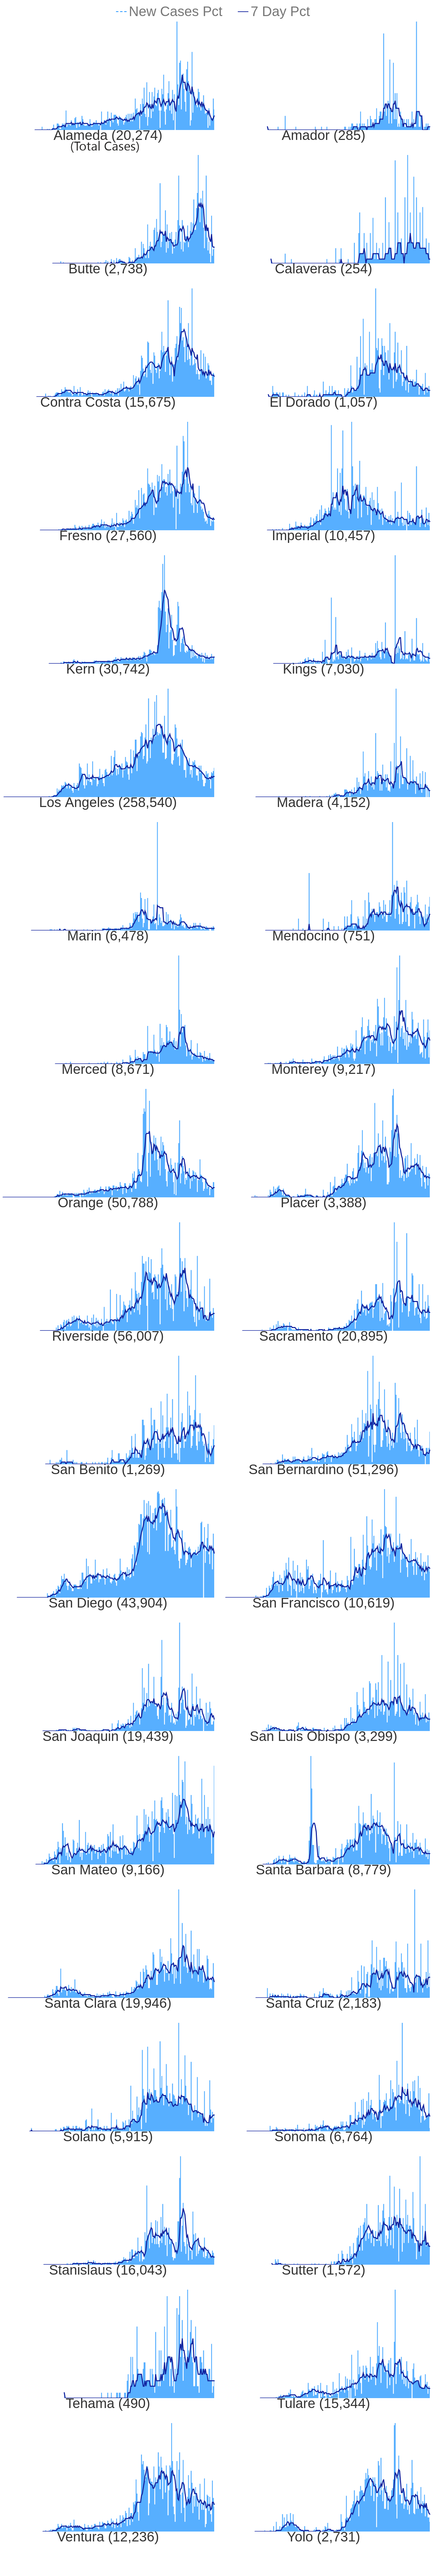 New Cases Pct 7 Day Pct
Alameda (20,274) Amador (285)
(Total Cases)
Butte (2,738) Calaveras (254)
Contra Costa (15,675) El Dorado (1,057)
Fresno (27,560) Imperial (10,457)
Kern (30,742) Kings (7,030)
Los Angeles (258,540) Madera (4,152)
Marin (6,478) Mendocino (751)
Merced (8,671) Monterey (9,217)
Orange (50,788) Placer (3,388)
Riverside (56,007) Sacramento (20,895)
San Benito (1,269) San Bernardino (51,296)
San Diego (43,904) San Francisco (10,619)
San Joaquin (19,439) San Luis Obispo (3,299)
San Mateo (9,166) Santa Barbara (8,779)
Santa Clara (19,946) Santa Cruz (2,183)
Solano (5,915) Sonoma (6,764)
Stanislaus (16,043) Sutter (1,572)
Tehama (490) Tulare (15,344)
Ventura (12,236) Yolo (2,731)